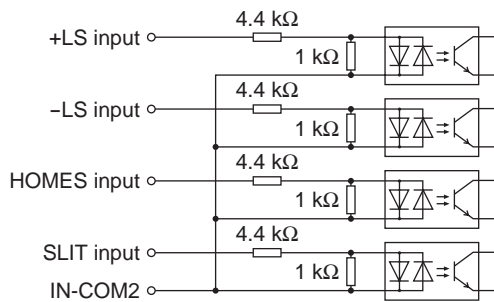 4.4 kΩ
+LS input
1 kΩ
4.4 kΩ
−LS input
1 kΩ
4.4 kΩ
HOMES input
1 kΩ
4.4 kΩ
SLIT input
1 kΩ
IN-COM2